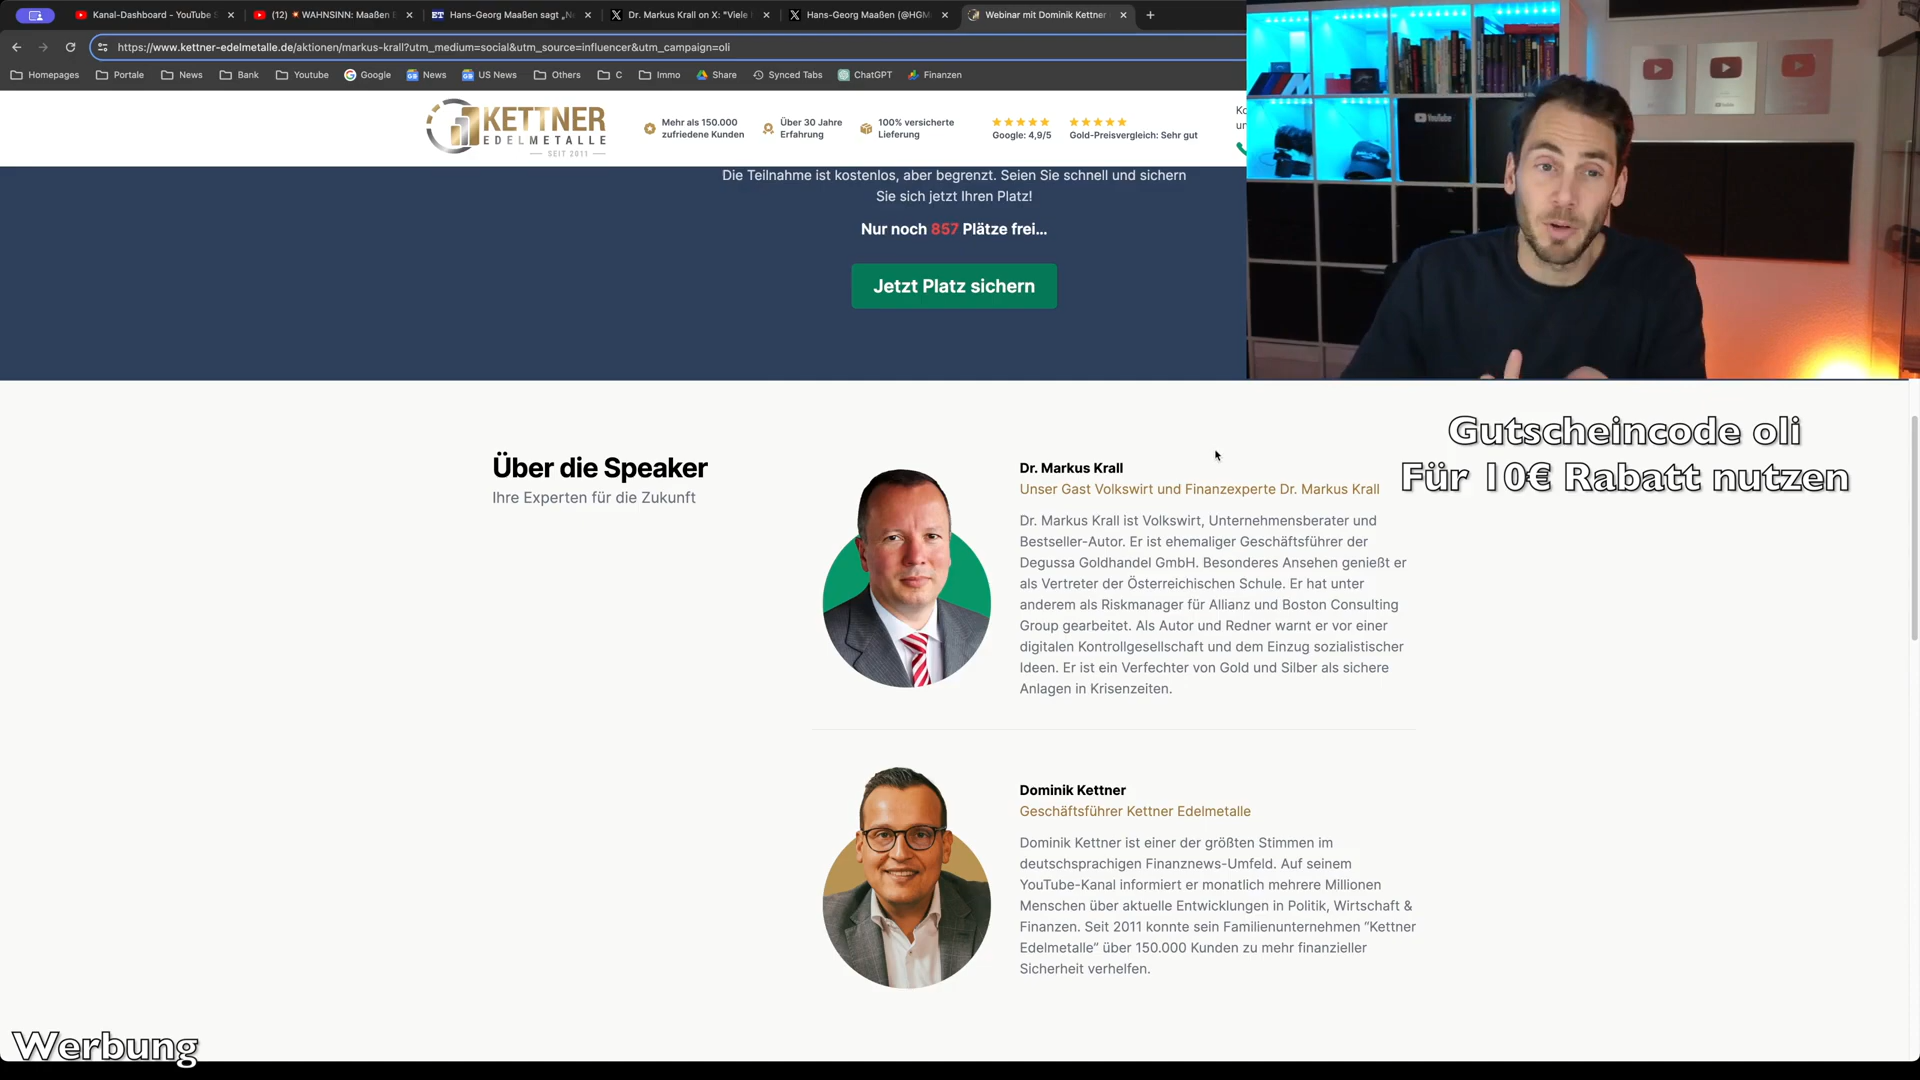 Kanal-Dashboard - YouTube S
(12) WAHNSINN: Maaßen B
ET Hans-Georg Maaßen sagt „N
Dr. Markus Krall on X: "Viele
Hans-Georg Maaßen (@HGM
Webinar mit Dominik Kettner
https://www.kettner-edelmetalle.de/aktionen/markus-krall?utm_medium=social&utm_source=influencer&utm_campaign=oli
Homepages
Portale
News
Bank
Youtube
Google
News
US News
Others
C
Immo
Share
Synced Tabs
ChatGPT
Finanzen
KETTNER
EDELMETALLE
SEIT 2011
Mehr als 150.000
zufriedene Kunden
Über 30 Jahre
Erfahrung
100% versicherte
Lieferung
Google: 4,9/5
Gold-Preisvergleich: Sehr gut
Ko
un
YouTube
Die Teilnahme ist kostenlos, aber begrenzt. Seien Sie schnell und sichern
Sie sich jetzt Ihren Platz!
Nur noch 857 Plätze frei...
Jetzt Platz sichern
Gutscheincode oli
Für 10€ Rabatt nutzen
Über die Speaker
Ihre Experten für die Zukunft
Dr. Markus Krall
Unser Gast Volkswirt und Finanzexperte Dr. Markus Krall
Dr. Markus Krall ist Volkswirt, Unternehmensberater und
Bestseller-Autor. Er ist ehemaliger Geschäftsführer der
Degussa Goldhandel GmbH. Besonderes Ansehen genießt er
als Vertreter der Österreichischen Schule. Er hat unter
anderem als Riskmanager für Allianz und Boston Consulting
Group gearbeitet. Als Autor und Redner warnt er vor einer
digitalen Kontrollgesellschaft und dem Einzug sozialistischer
Ideen. Er ist ein Verfechter von Gold und Silber als sichere
Anlagen in Krisenzeiten.
Dominik Kettner
Geschäftsführer Kettner Edelmetalle
Dominik Kettner ist einer der größten Stimmen im
deutschsprachigen Finanznews-Umfeld. Auf seinem
YouTube-Kanal informiert er monatlich mehrere Millionen
Menschen über aktuelle Entwicklungen in Politik, Wirtschaft &
Finanzen. Seit 2011 konnte sein Familienunternehmen “Kettner
Edelmetalle” über 150.000 Kunden zu mehr finanzieller
Sicherheit verhelfen.
Werbung